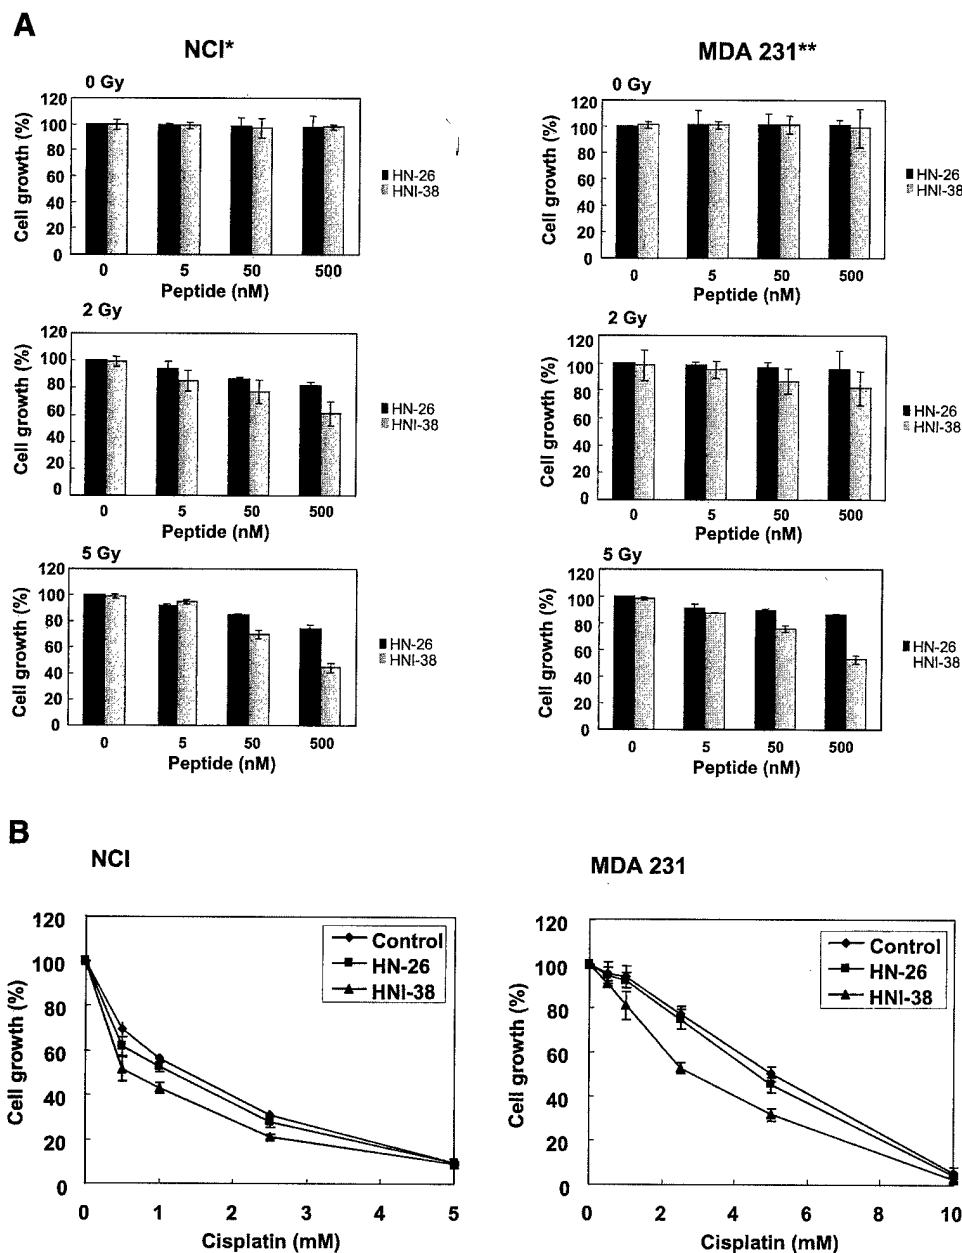 A
NCI*
MDA 231**
0 Gy
Cell growth (%)
120
100
80
60
40
20
0
0 5 50 500
Peptide (nM)
HN-26
HNI-38
0 Gy
Cell growth (%)
120
100
80
60
40
20
0
0 5 50 500
Peptide (nM)
HN-26
HNI-38
2 Gy
Cell growth (%)
120
100
80
60
40
20
0
0 5 50 500
Peptide (nM)
HN-26
HNI-38
2 Gy
Cell growth (%)
120
100
80
60
40
20
0
0 5 50 500
Peptide (nM)
HN-26
HNI-38
5 Gy
Cell growth (%)
120
100
80
60
40
20
0
0 5 50 500
Peptide (nM)
HN-26
HNI-38
5 Gy
Cell growth (%)
120
100
80
60
40
20
0
0 5 50 500
Peptide (nM)
HN-26
HNI-38
B
NCI
Cell growth (%)
120
100
80
60
40
20
0
0 1 2 3 4 5
Cisplatin (mM)
Control
HN-26
HNI-38
MDA 231
Cell growth (%)
120
100
80
60
40
20
0
0 2 4 6 8 10
Cisplatin (mM)
Control
HN-26
HNI-38